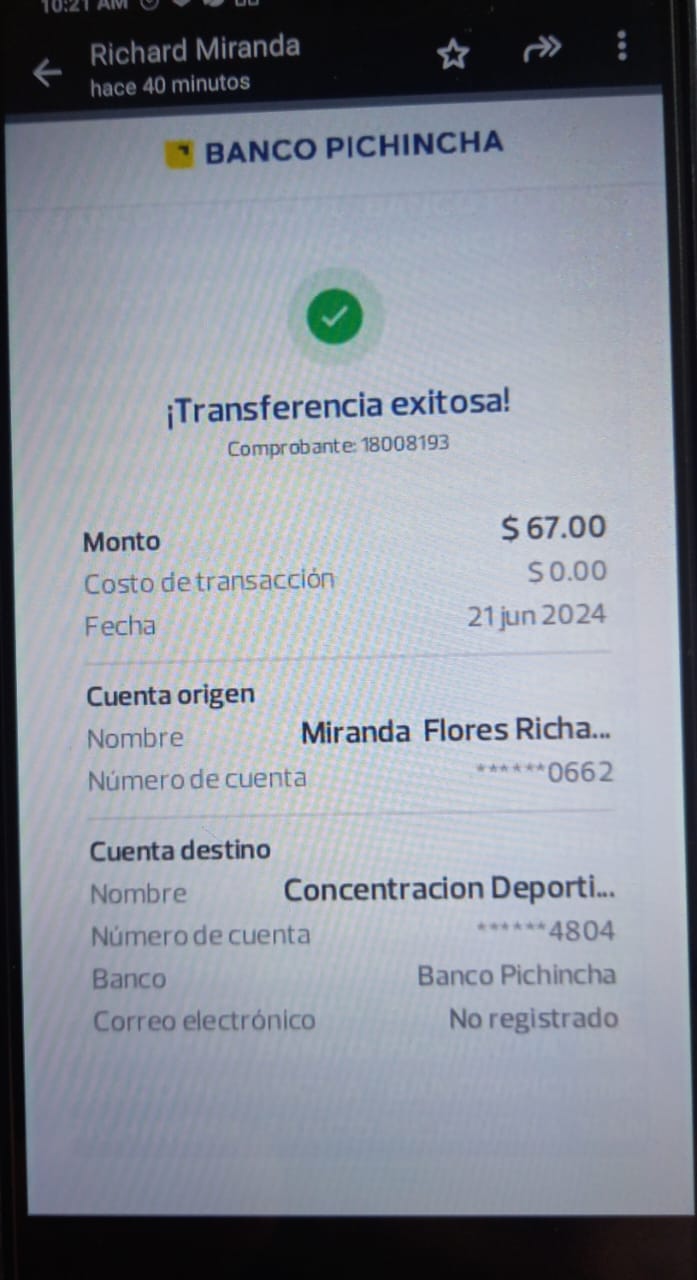 10:21 AM
Richard Miranda
hace 40 minutos
BANCO PICHINCHA
¡Transferencia exitosa!
Comprobante: 18008193
Monto $ 67.00
Costo de transacción $ 0.00
Fecha 21 jun 2024
Cuenta origen
Nombre Miranda Flores Richa...
Número de cuenta ******0662
Cuenta destino
Nombre Concentracion Deporti...
Número de cuenta ******4804
Banco Banco Pichincha
Correo electrónico No registrado